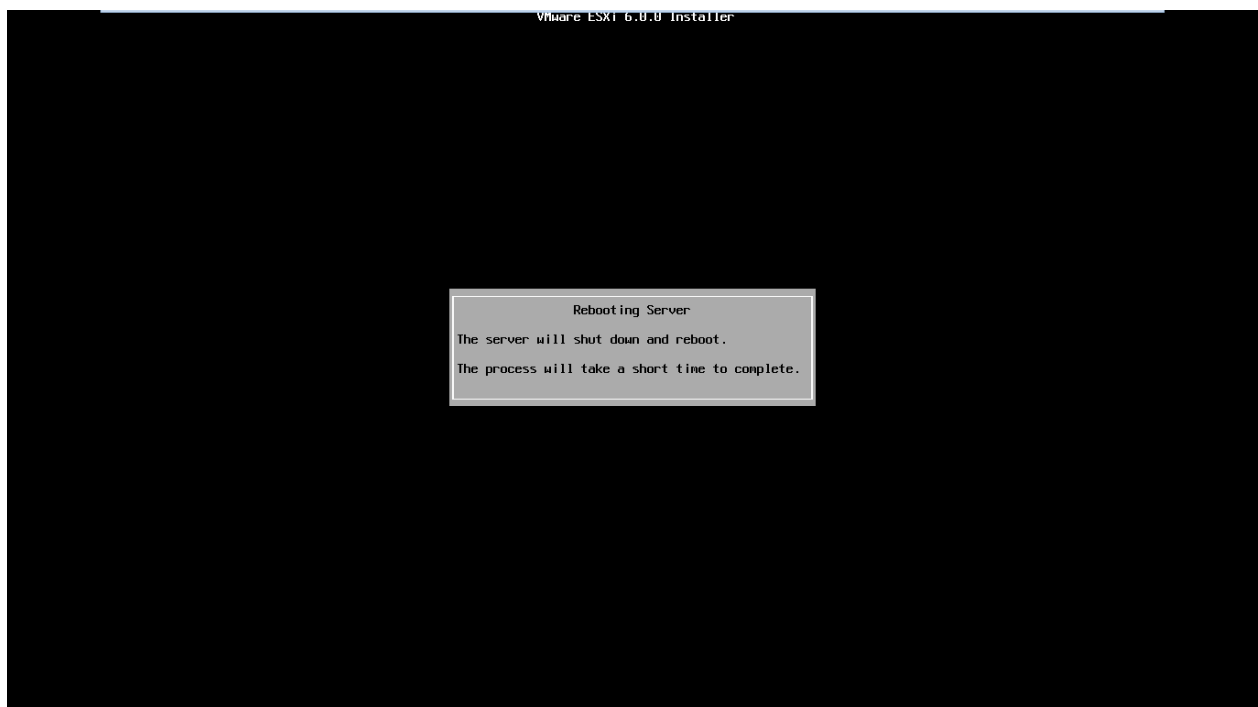 VMware ESXi 6.0.0 Installer
Rebooting Server
The server will shut down and reboot.
The process will take a short time to complete.